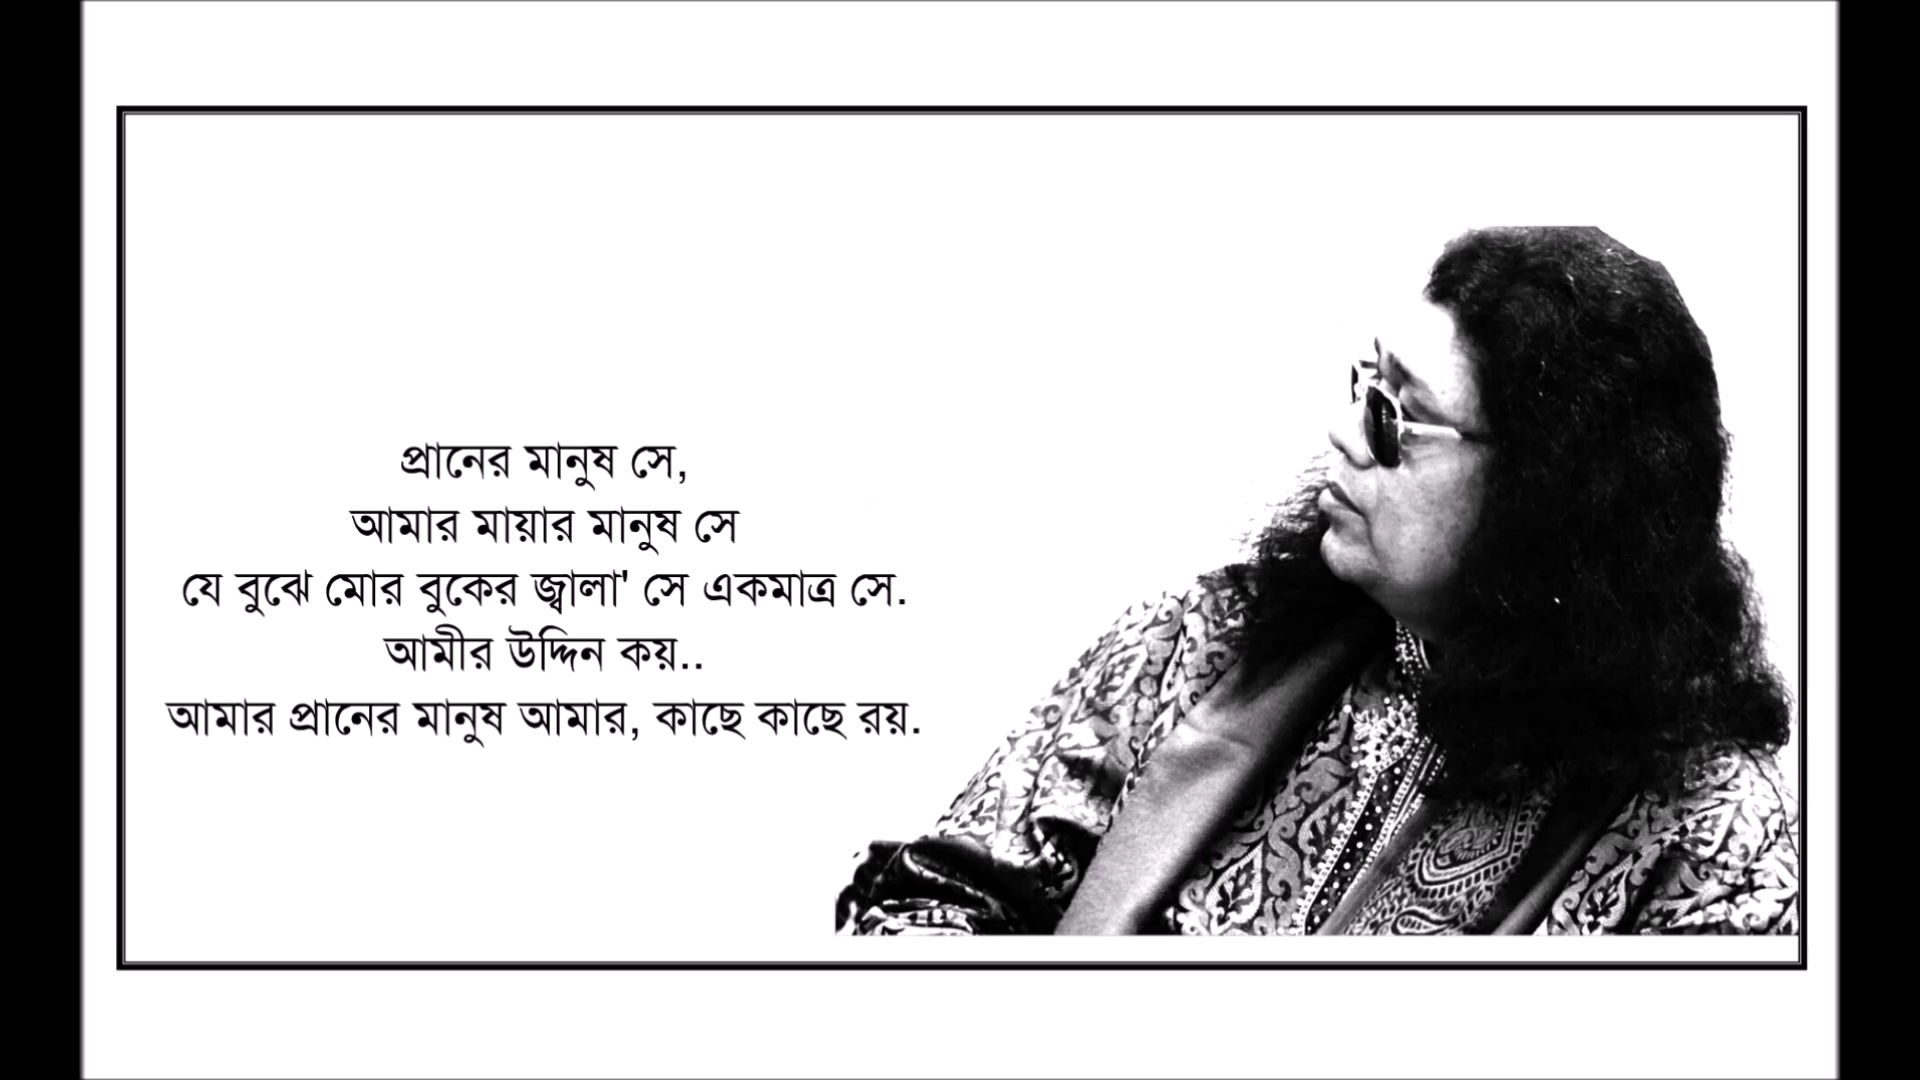 প্রানের মানুষ সে,
আমার মায়ার মানুষ সে
যে বুঝে মোর বুকের জ্বালা' সে একমাত্র সে.
আমীর উদ্দিন কয়..
আমার প্রানের মানুষ আমার, কাছে কাছে রয়.